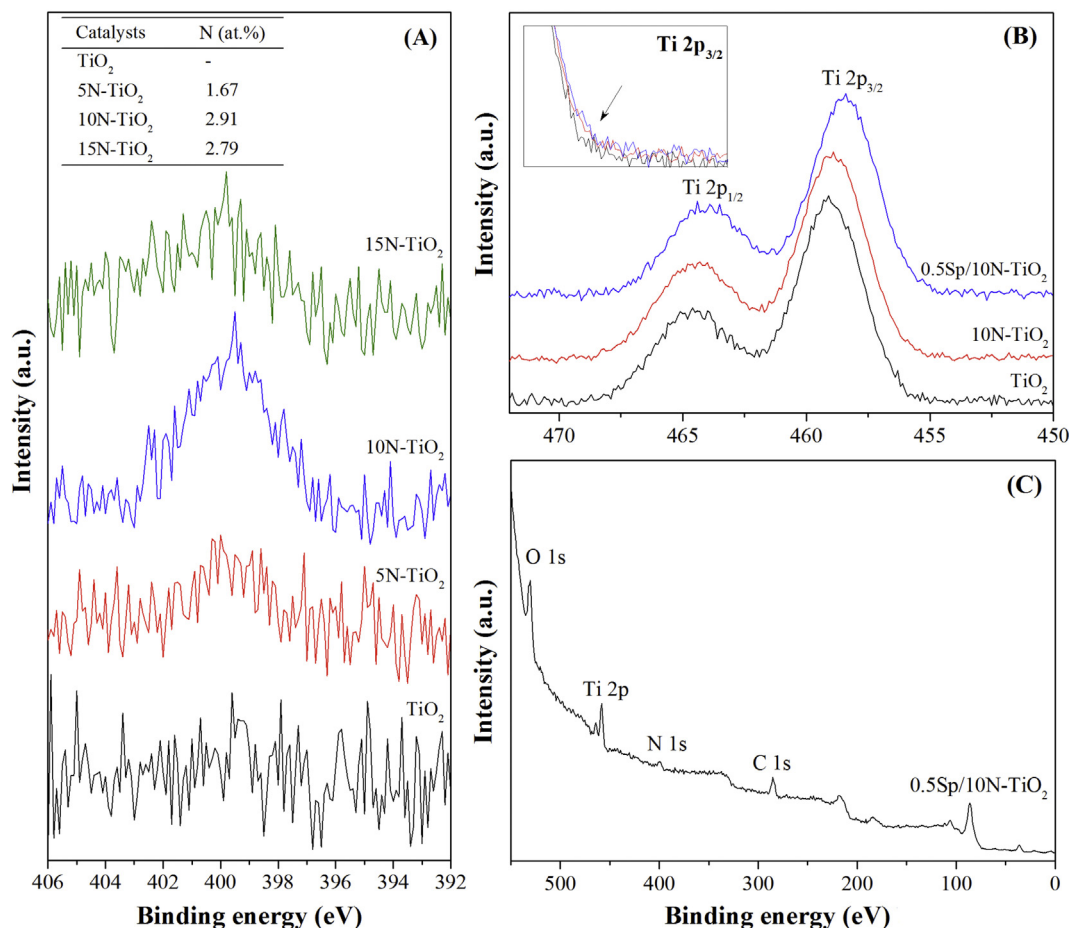 (A)
Catalysts N (at.%)
TiO2 -
5N-TiO2 1.67
10N-TiO2 2.91
15N-TiO2 2.79
15N-TiO2
10N-TiO2
5N-TiO2
TiO2
Intensity (a.u.)
406 404 402 400 398 396 394 392
Binding energy (eV)
(B)
Ti 2p3/2
Ti 2p3/2
Ti 2p1/2
0.5Sp/10N-TiO2
10N-TiO2
TiO2
Intensity (a.u.)
470 465 460 455 450
(C)
O 1s
Ti 2p
N 1s
C 1s
0.5Sp/10N-TiO2
Intensity (a.u.)
500 400 300 200 100 0
Binding energy (eV)